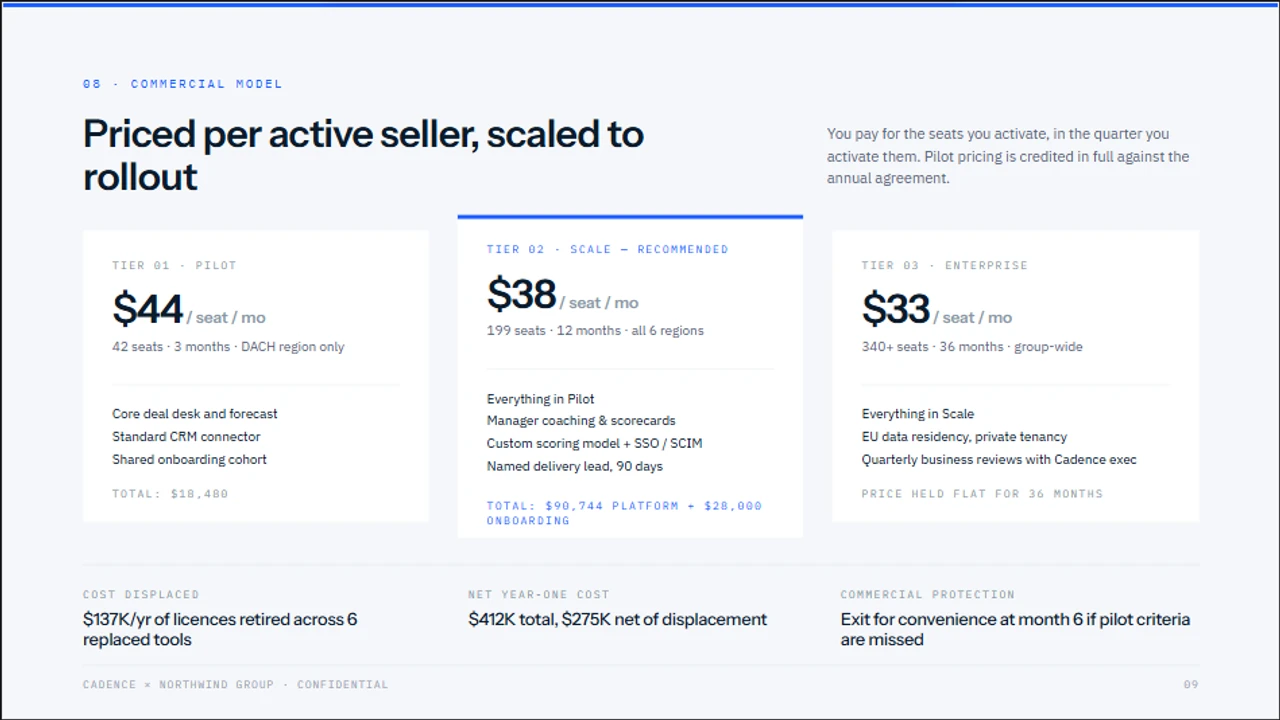 08 · COMMERCIAL MODEL
Priced per active seller, scaled to
rollout
You pay for the seats you activate, in the quarter you
activate them. Pilot pricing is credited in full against the
annual agreement.
TIER 01 · PILOT
$44 / seat / mo
42 seats · 3 months · DACH region only
Core deal desk and forecast
Standard CRM connector
Shared onboarding cohort
TOTAL: $18,480
TIER 02 · SCALE — RECOMMENDED
$38 / seat / mo
199 seats · 12 months · all 6 regions
Everything in Pilot
Manager coaching & scorecards
Custom scoring model + SSO / SCIM
Named delivery lead, 90 days
TOTAL: $90,744 PLATFORM + $28,000
ONBOARDING
TIER 03 · ENTERPRISE
$33 / seat / mo
340+ seats · 36 months · group-wide
Everything in Scale
EU data residency, private tenancy
Quarterly business reviews with Cadence exec
PRICE HELD FLAT FOR 36 MONTHS
COST DISPLACED
$137K/yr of licences retired across 6
replaced tools
NET YEAR-ONE COST
$412K total, $275K net of displacement
COMMERCIAL PROTECTION
Exit for convenience at month 6 if pilot criteria
are missed
CADENCE × NORTHWIND GROUP · CONFIDENTIAL
09